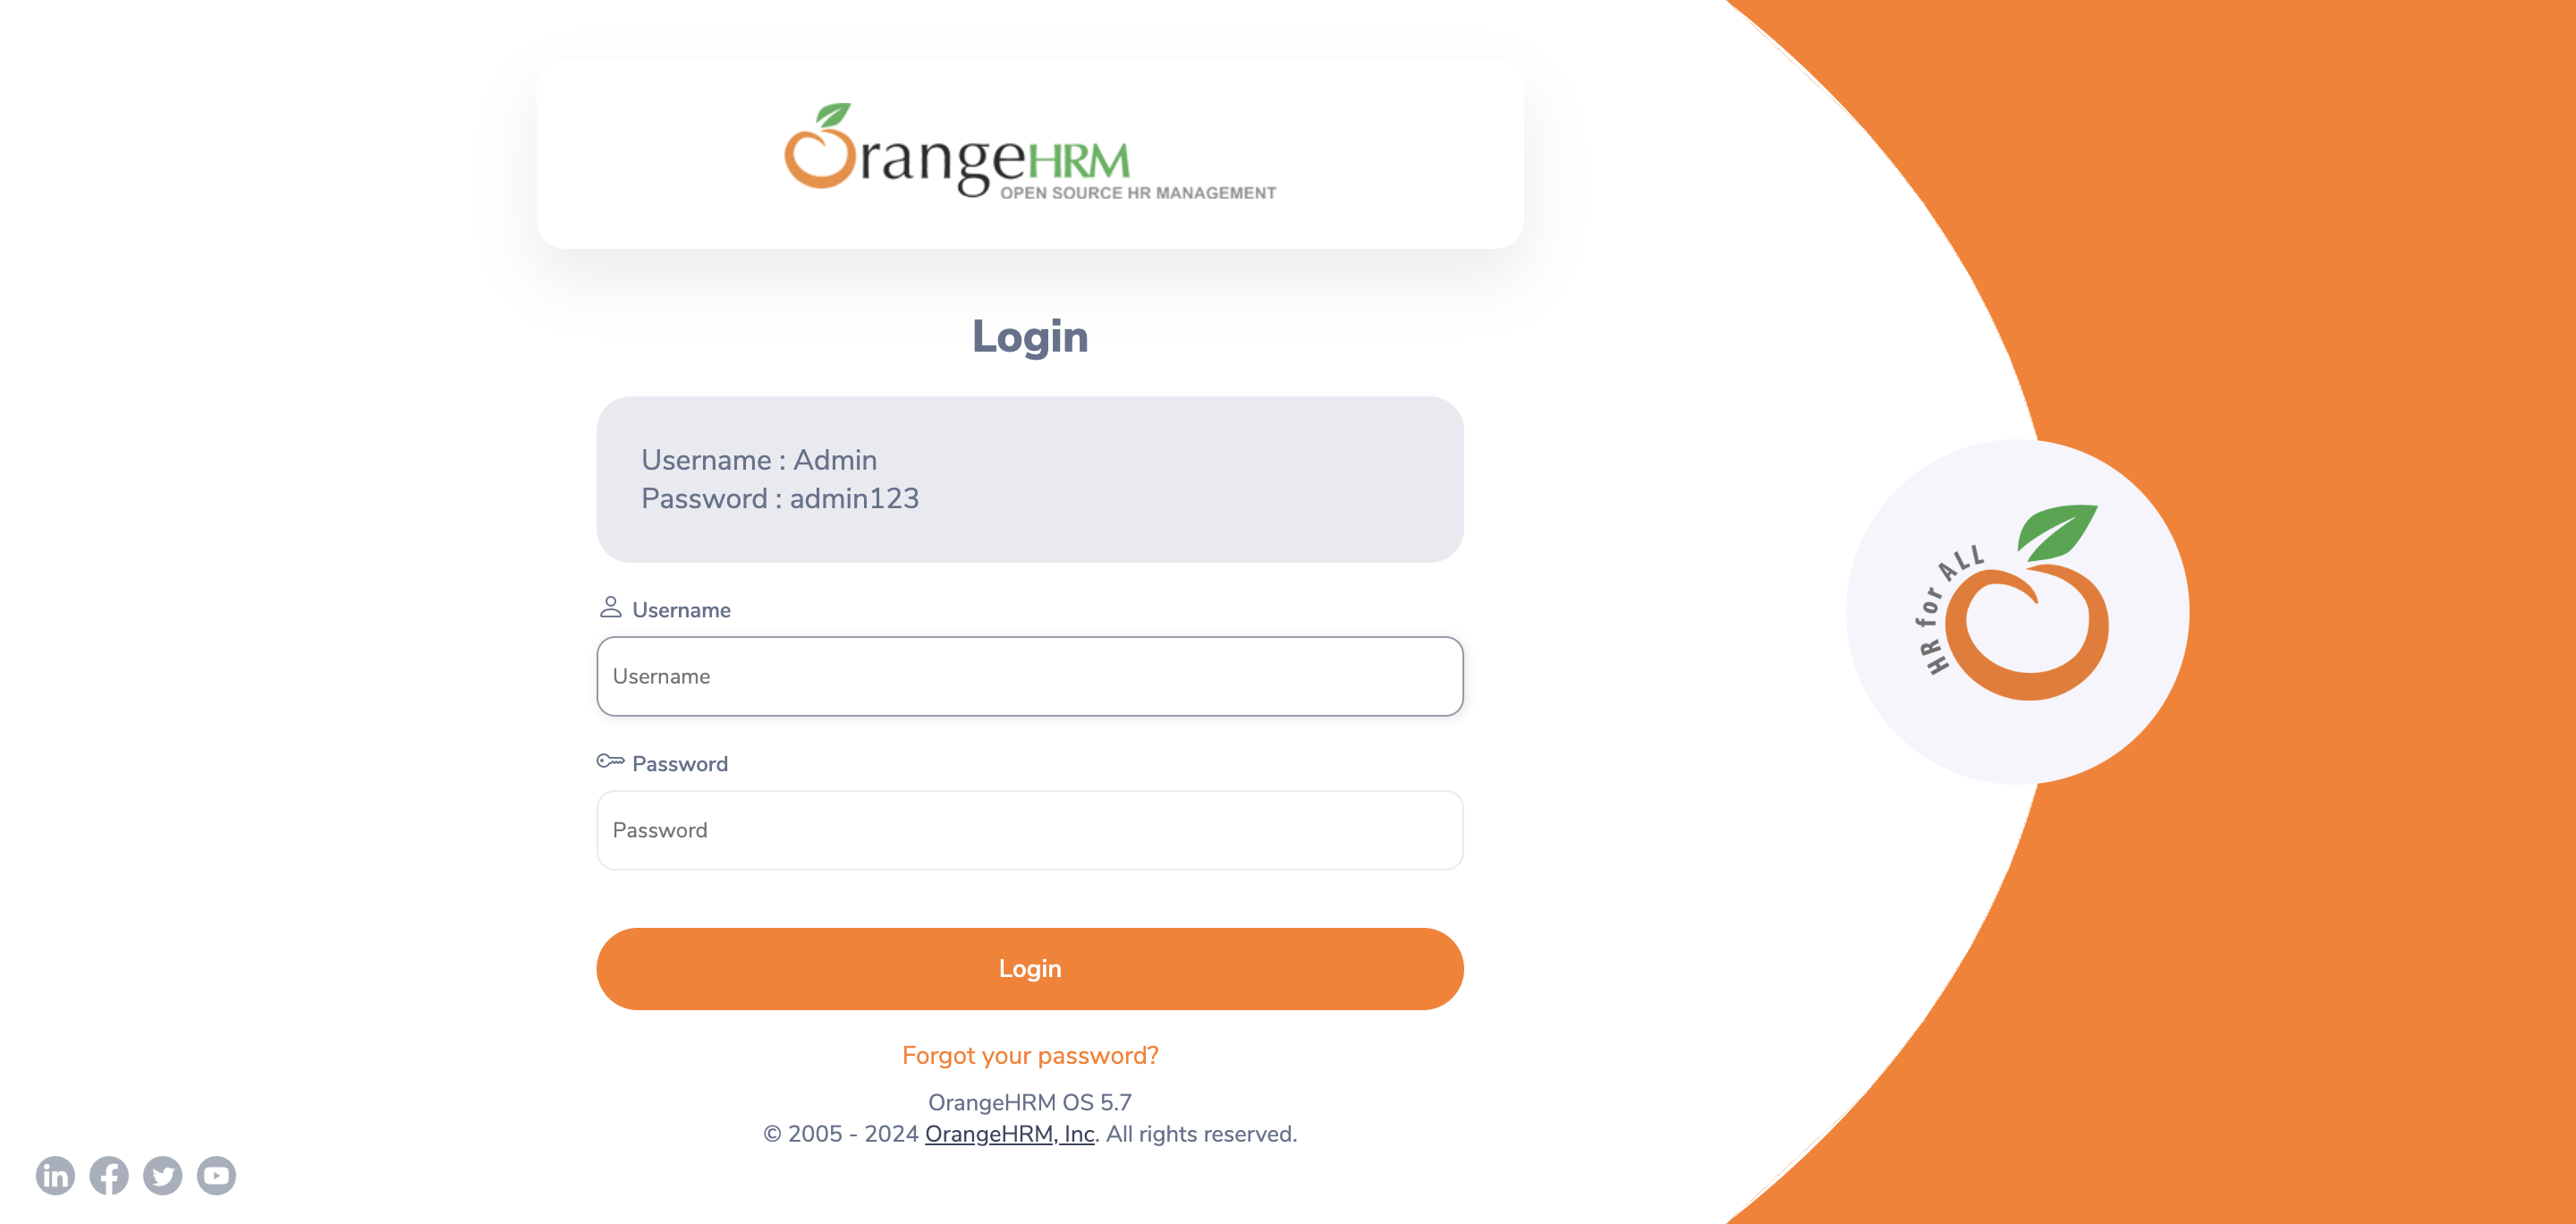 OrangeHRM
OPEN SOURCE HR MANAGEMENT
Login
Username : Admin
Password : admin123
Username
Username
Password
Password
Login
Forgot your password?
OrangeHRM OS 5.7
© 2005 - 2024 OrangeHRM, Inc. All rights reserved.
HR for ALL